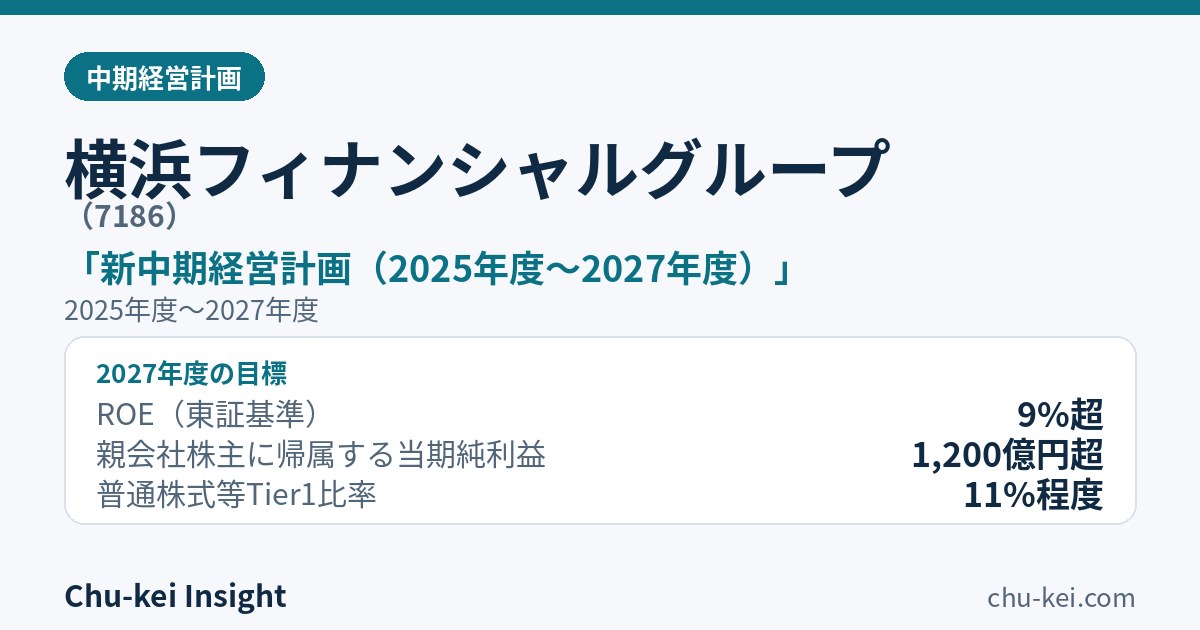 中期経営計画
横浜フィナンシャルグループ
（7186）
「新中期経営計画（2025年度～2027年度）」
2025年度～2027年度
2027年度の目標
ROE（東証基準） 9%超
親会社株主に帰属する当期純利益 1,200億円超
普通株式等Tier1比率 11%程度
Chu-kei Insight chu-kei.com